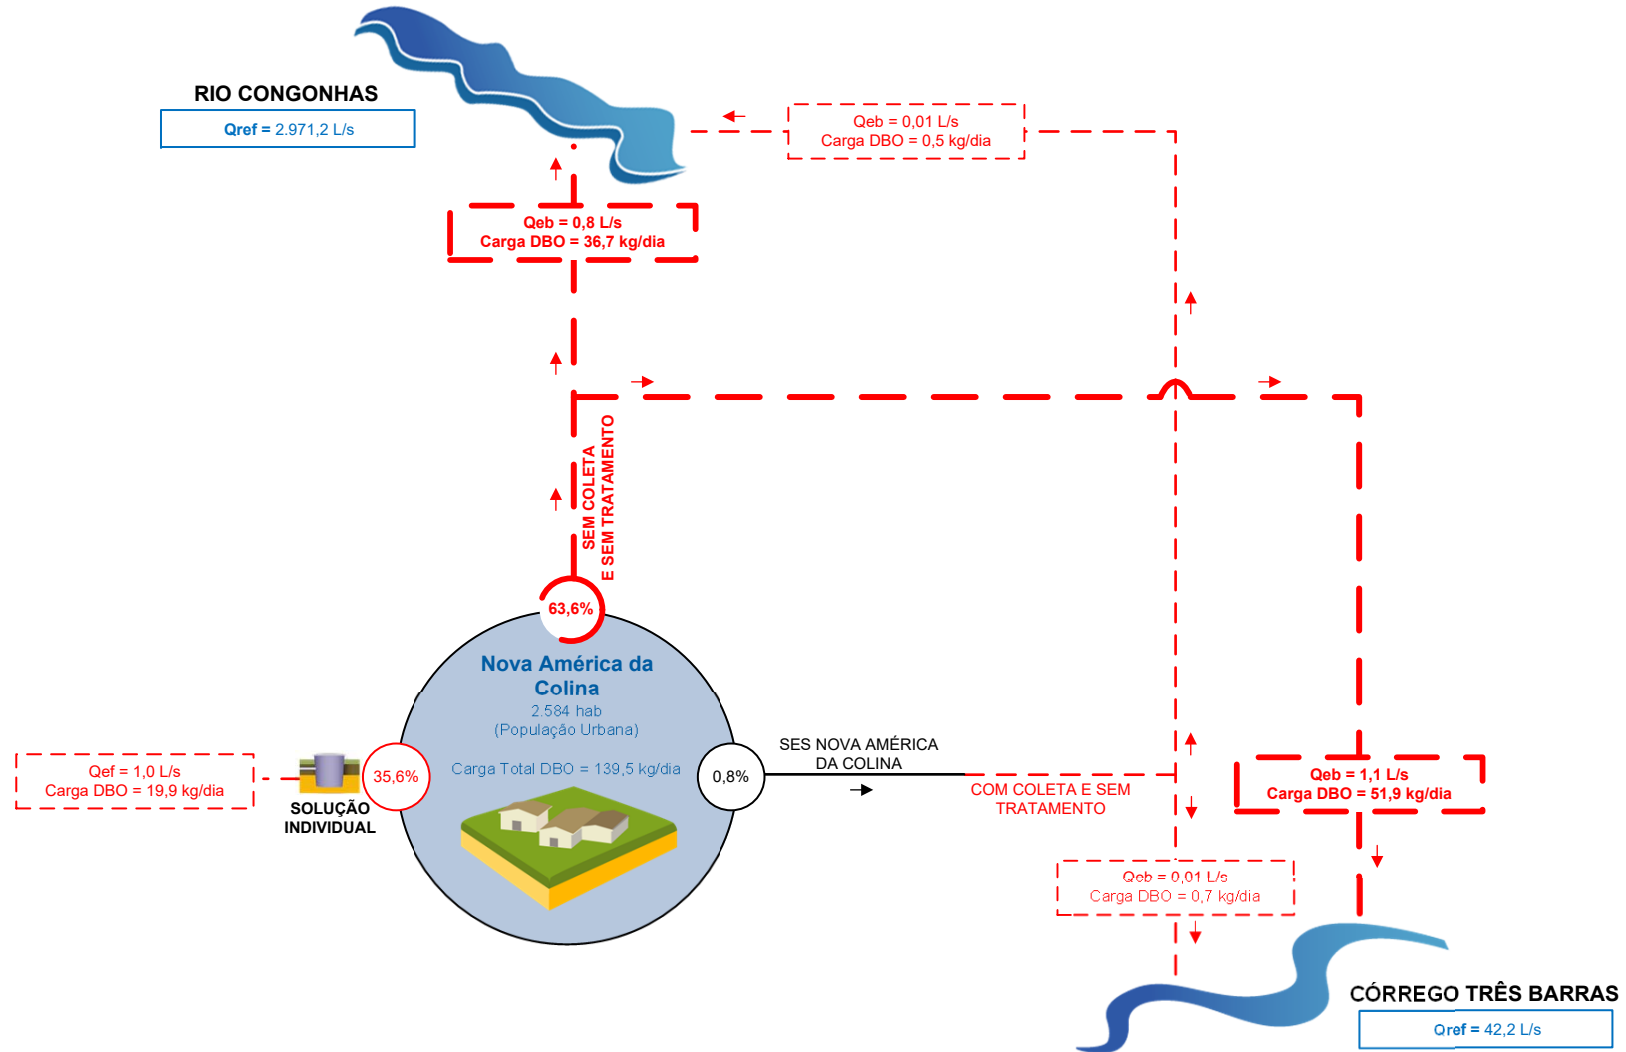 RIO CONGONHAS
Qref = 2.971,2 L/s
Qeb = 0,01 L/s
Carga DBO = 0,5 kg/dia
Qeb = 0,8 L/s
Carga DBO = 36,7 kg/dia
SEM COLETA
E SEM TRATAMENTO
63,6%
Nova América da
Colina
2.584 hab
(População Urbana)
Carga Total DBO = 139,5 kg/dia
35,6%
0,8%
Qef = 1,0 L/s
Carga DBO = 19,9 kg/dia
SOLUÇÃO
INDIVIDUAL
SES NOVA AMÉRICA
DA COLINA
COM COLETA E SEM
TRATAMENTO
Qeb = 1,1 L/s
Carga DBO = 51,9 kg/dia
Qeb = 0,01 L/s
Carga DBO = 0,7 kg/dia
CÓRREGO TRÊS BARRAS
Qref = 42,2 L/s